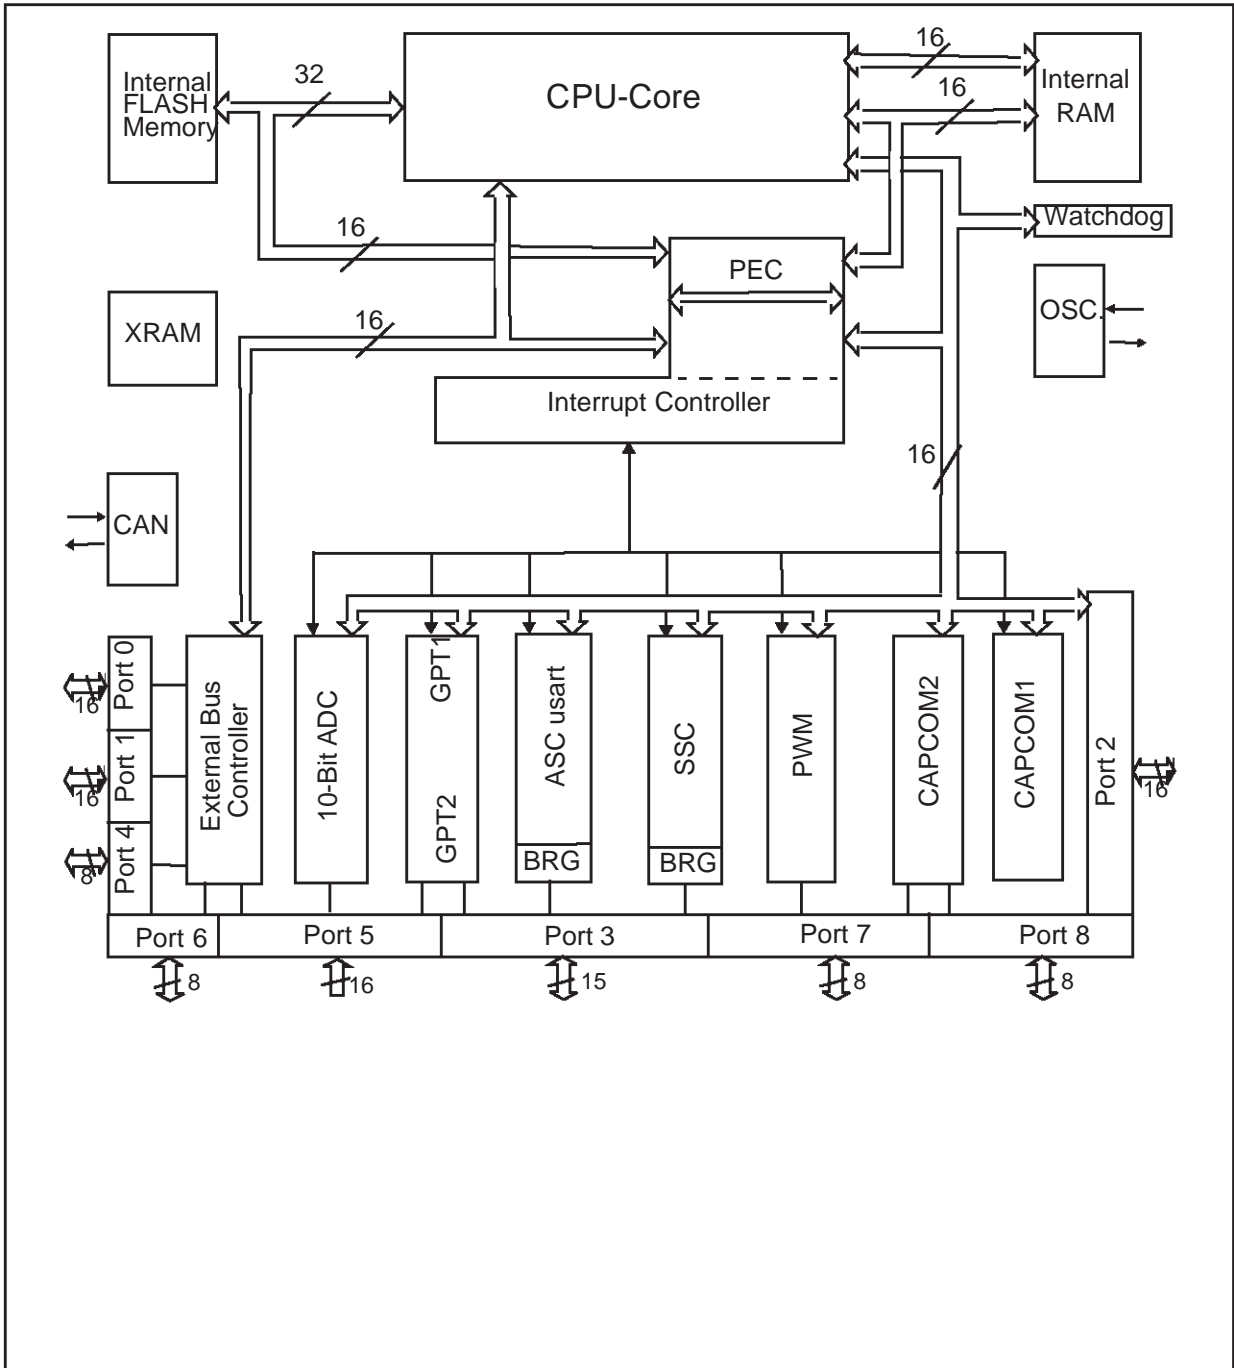 16
32
Internal
FLASH
Memory
CPU-Core
Internal
RAM
16
Watchdog
16
PEC
XRAM
16
OSC.
Interrupt Controller
16
CAN
Port 0
16
Port 1
16
Port 4
8
External Bus
Controller
10-Bit ADC
GPT1
GPT2
ASC usart
BRG
SSC
BRG
PWM
CAPCOM2
CAPCOM1
Port 2
16
Port 6
Port 5
Port 3
Port 7
Port 8
8
16
15
8
8